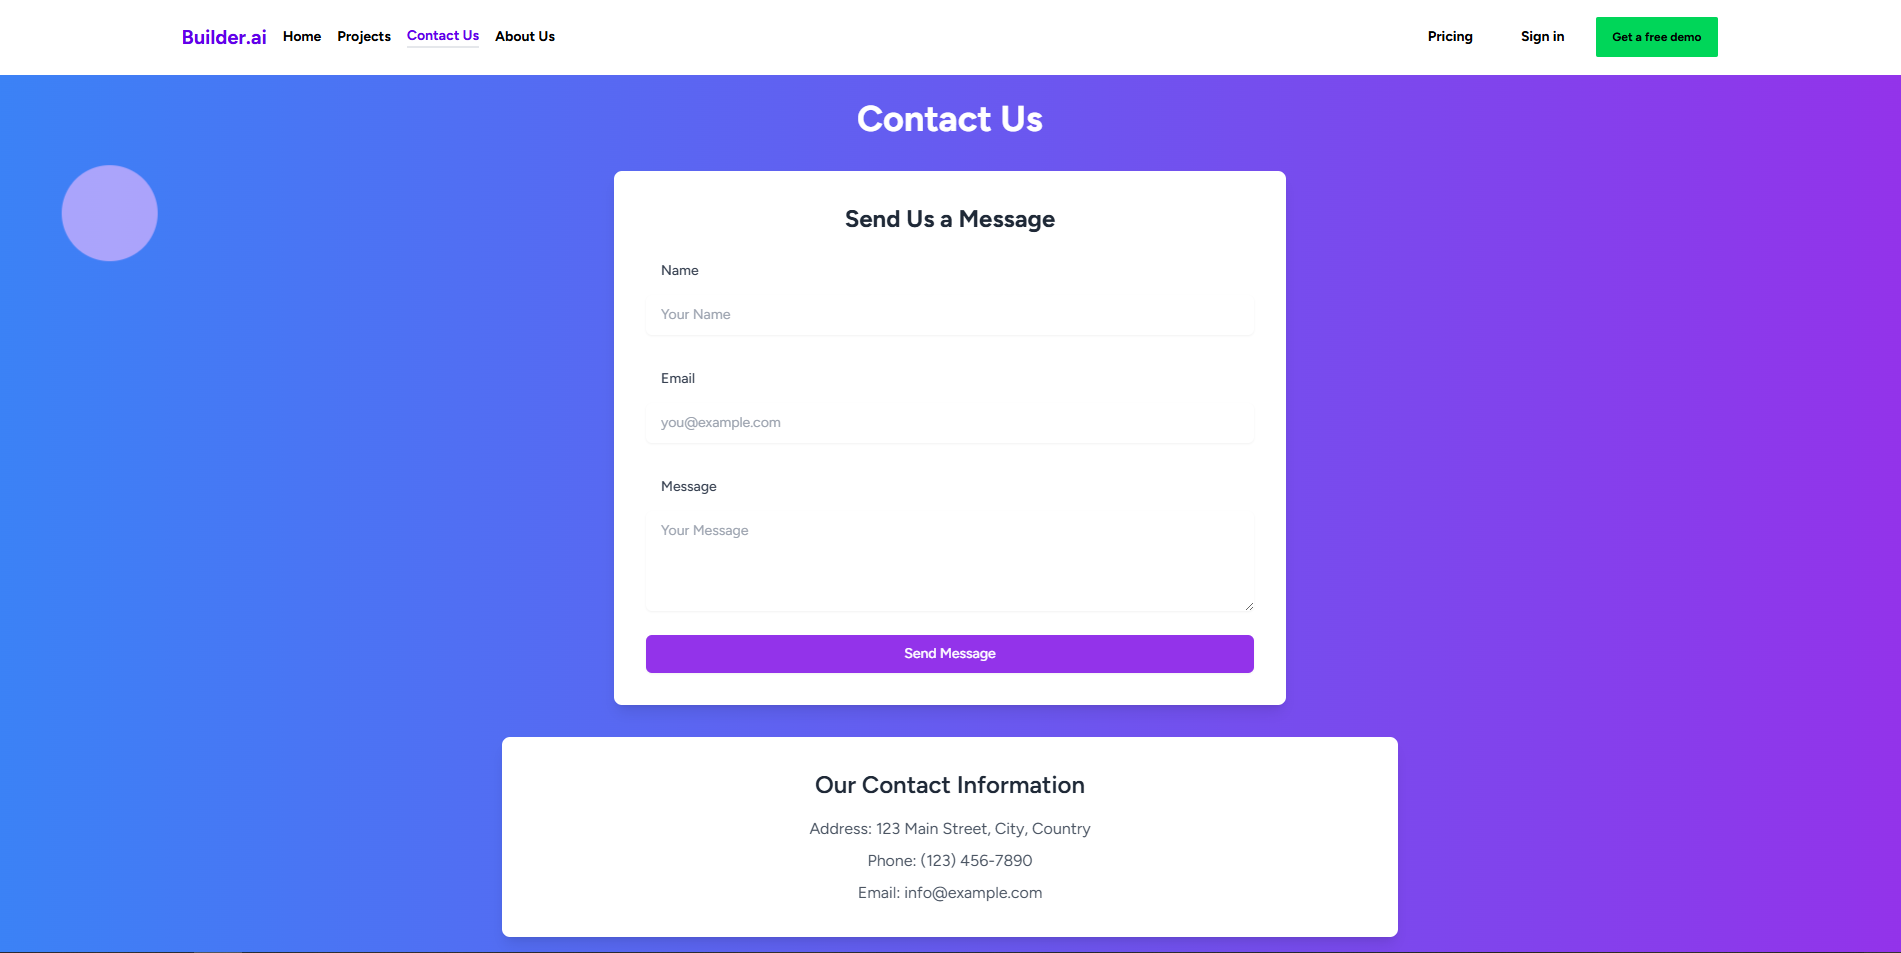 Builder.ai Home Projects Contact Us About Us Pricing Sign in Get a free demo
Contact Us
Send Us a Message
Name
Your Name
Email
you@example.com
Message
Your Message
Send Message
Our Contact Information
Address: 123 Main Street, City, Country
Phone: (123) 456-7890
Email: info@example.com